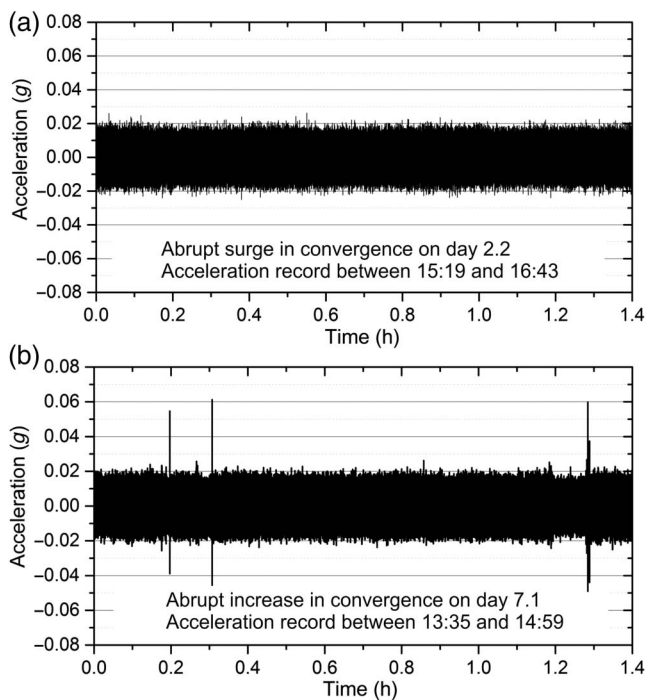 (a)
0.08
0.06
0.04
0.02
0.00
−0.02
−0.04
−0.06
−0.08
Acceleration (g)
Abrupt surge in convergence on day 2.2
Acceleration record between 15:19 and 16:43
0.0 0.2 0.4 0.6 0.8 1.0 1.2 1.4
Time (h)
(b)
0.08
0.06
0.04
0.02
0.00
−0.02
−0.04
−0.06
−0.08
Acceleration (g)
Abrupt increase in convergence on day 7.1
Acceleration record between 13:35 and 14:59
0.0 0.2 0.4 0.6 0.8 1.0 1.2 1.4
Time (h)